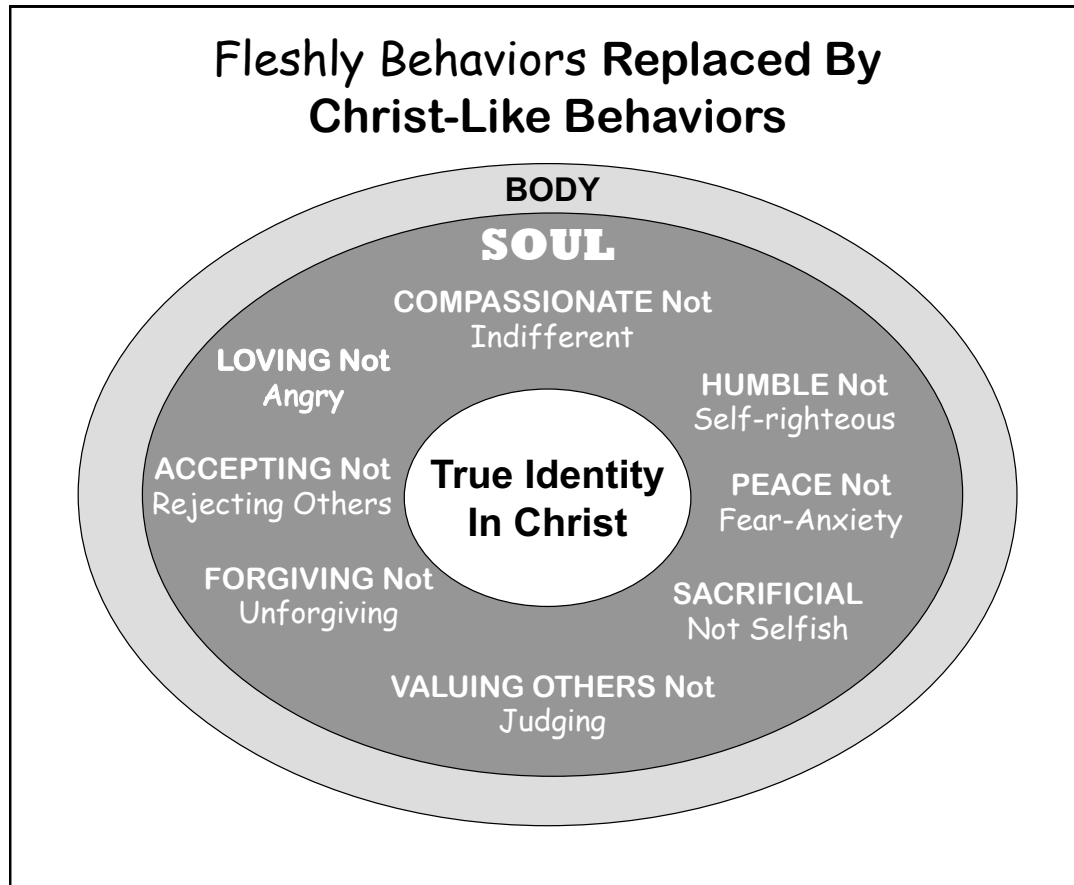 Fleshly Behaviors Replaced By
Christ-Like Behaviors
BODY
SOUL
COMPASSIONATE Not
Indifferent
LOVING Not
Angry
HUMBLE Not
Self-righteous
ACCEPTING Not
Rejecting Others
True Identity
In Christ
PEACE Not
Fear-Anxiety
FORGIVING Not
Unforgiving
SACRIFICIAL
Not Selfish
VALUING OTHERS Not
Judging